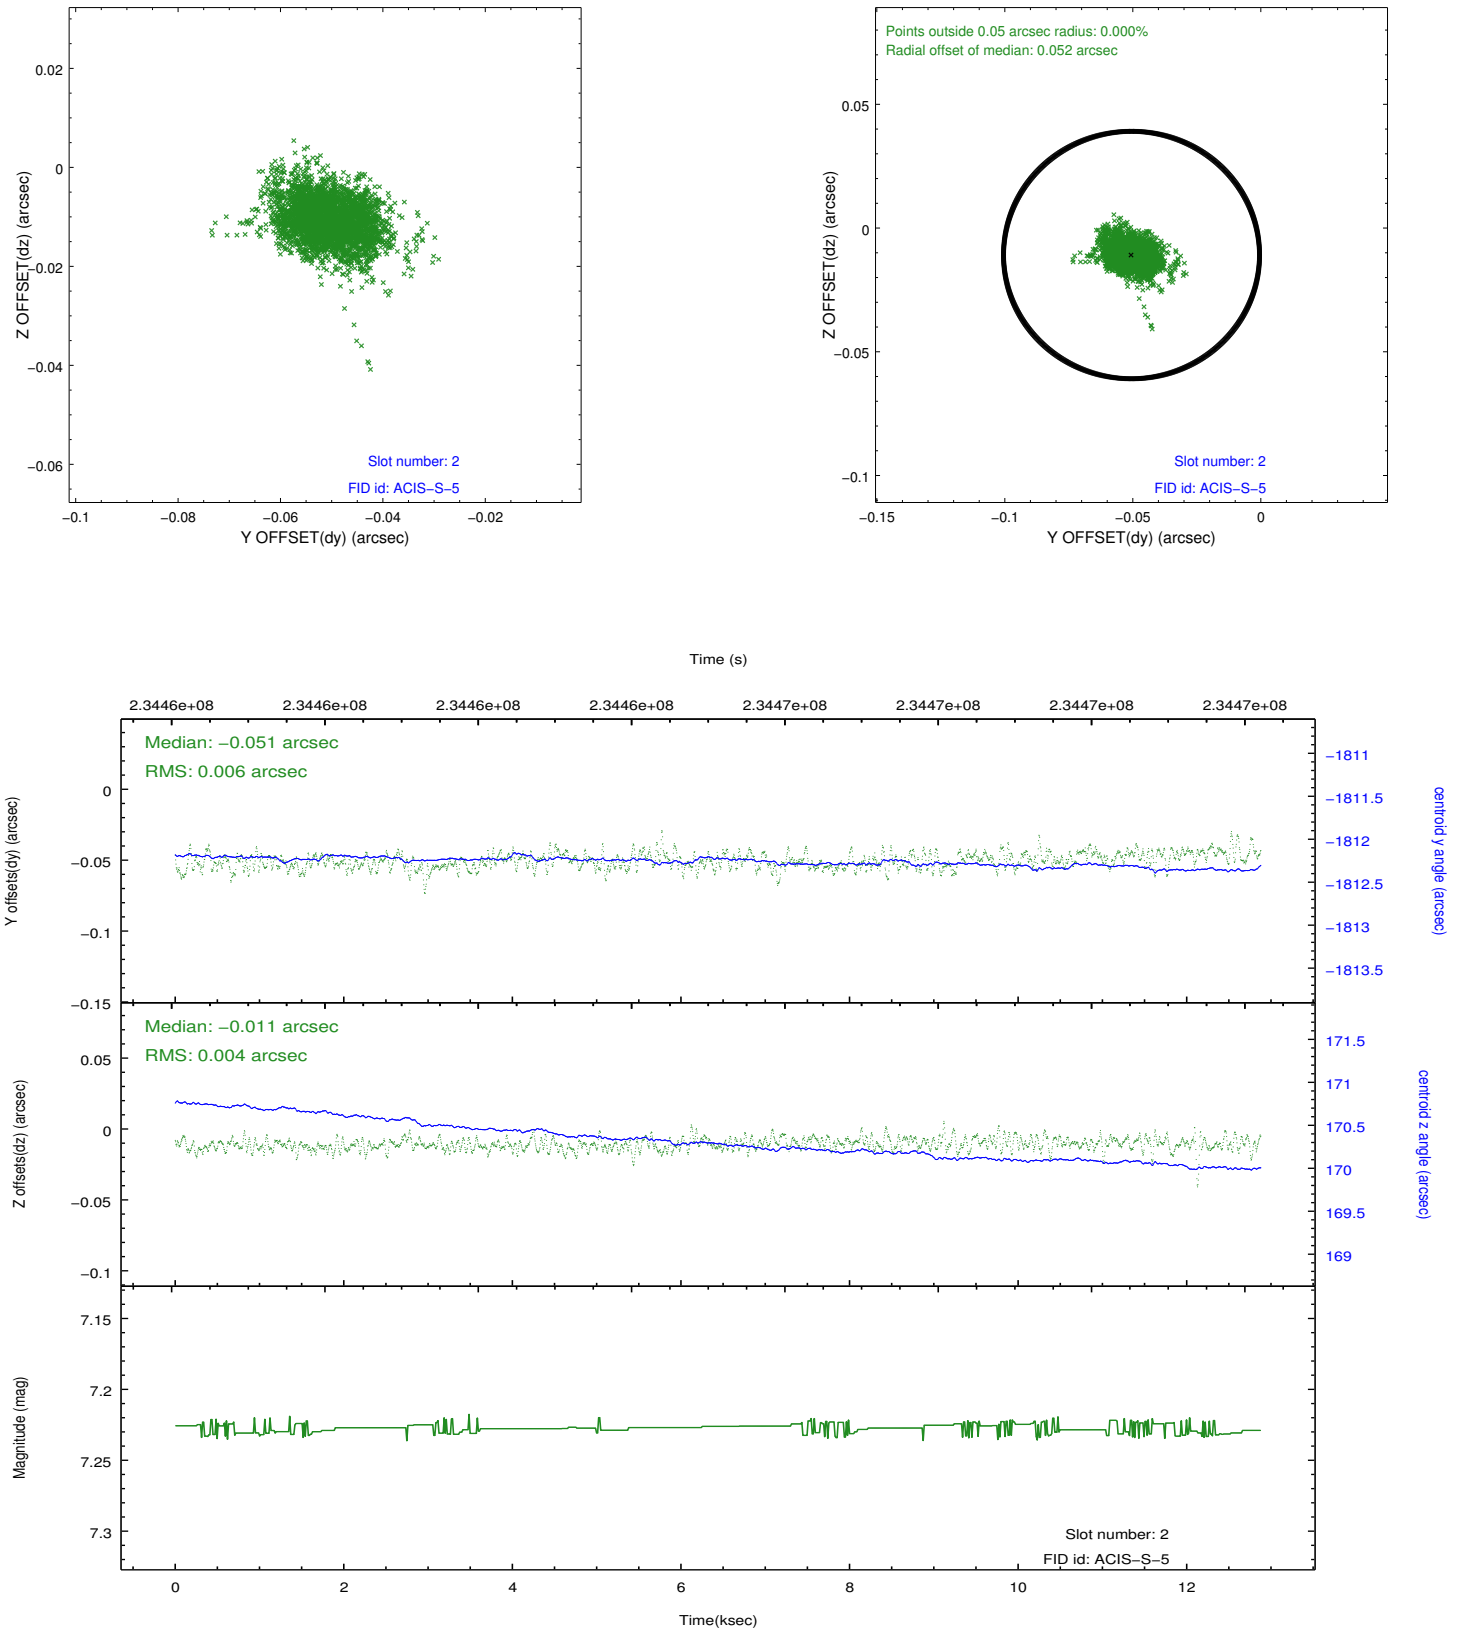 0.02
0
−0.02
−0.04
−0.06
Z OFFSET(dz) (arcsec)
Slot number: 2
FID id: ACIS−S−5
−0.1
−0.08
−0.06
−0.04
−0.02
Y OFFSET(dy) (arcsec)
Points outside 0.05 arcsec radius: 0.000%
Radial offset of median: 0.052 arcsec
0.05
0
−0.05
−0.1
Z OFFSET(dz) (arcsec)
Slot number: 2
FID id: ACIS−S−5
−0.15
−0.1
−0.05
0
Y OFFSET(dy) (arcsec)
Time (s)
2.3446e+08
2.3446e+08
2.3446e+08
2.3446e+08
2.3447e+08
2.3447e+08
2.3447e+08
2.3447e+08
Median: −0.051 arcsec
RMS: 0.006 arcsec
0
−0.05
−0.1
−0.15
Y offsets(dy) (arcsec)
−1811
−1811.5
−1812
−1812.5
−1813
−1813.5
centroid y angle (arcsec)
Median: −0.011 arcsec
RMS: 0.004 arcsec
0.05
0
−0.05
−0.1
Z offsets(dz) (arcsec)
171.5
171
170.5
170
169.5
169
centroid z angle (arcsec)
7.15
7.2
7.25
7.3
Magnitude (mag)
Slot number: 2
FID id: ACIS−S−5
0
2
4
6
8
10
12
Time(ksec)